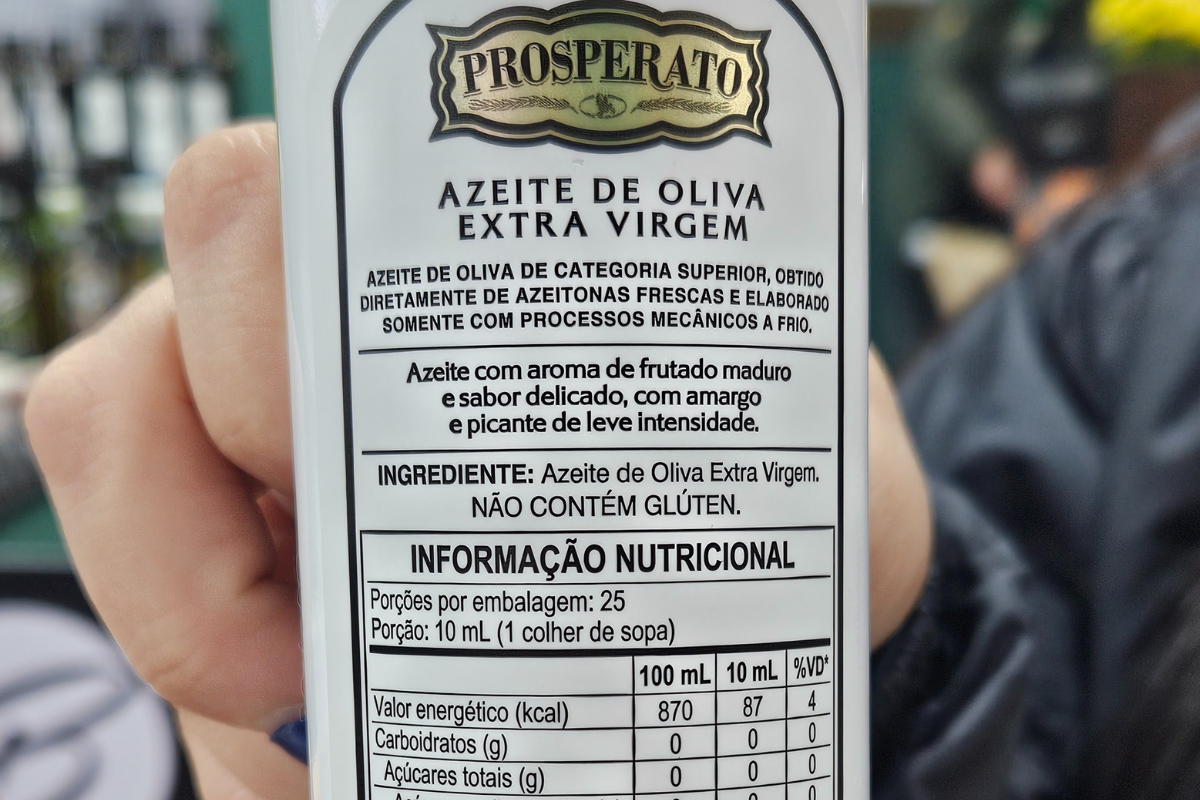 PROSPERATO
AZEITE DE OLIVA
EXTRA VIRGEM
AZEITE DE OLIVA DE CATEGORIA SUPERIOR, OBTIDO
DIRETAMENTE DE AZEITONAS FRESCAS E ELABORADO
SOMENTE COM PROCESSOS MECÂNICOS A FRIO.
Azeite com aroma de frutado maduro
e sabor delicado, com amargo
e picante de leve intensidade.
INGREDIENTE: Azeite de Oliva Extra Virgem.
NÃO CONTÉM GLÚTEN.
INFORMAÇÃO NUTRICIONAL
Porções por embalagem: 25
Porção: 10 mL (1 colher de sopa)
100 mL 10 mL %VD*
Valor energético (kcal) 870 87 4
Carboidratos (g) 0 0 0
Açúcares totais (g) 0 0 0